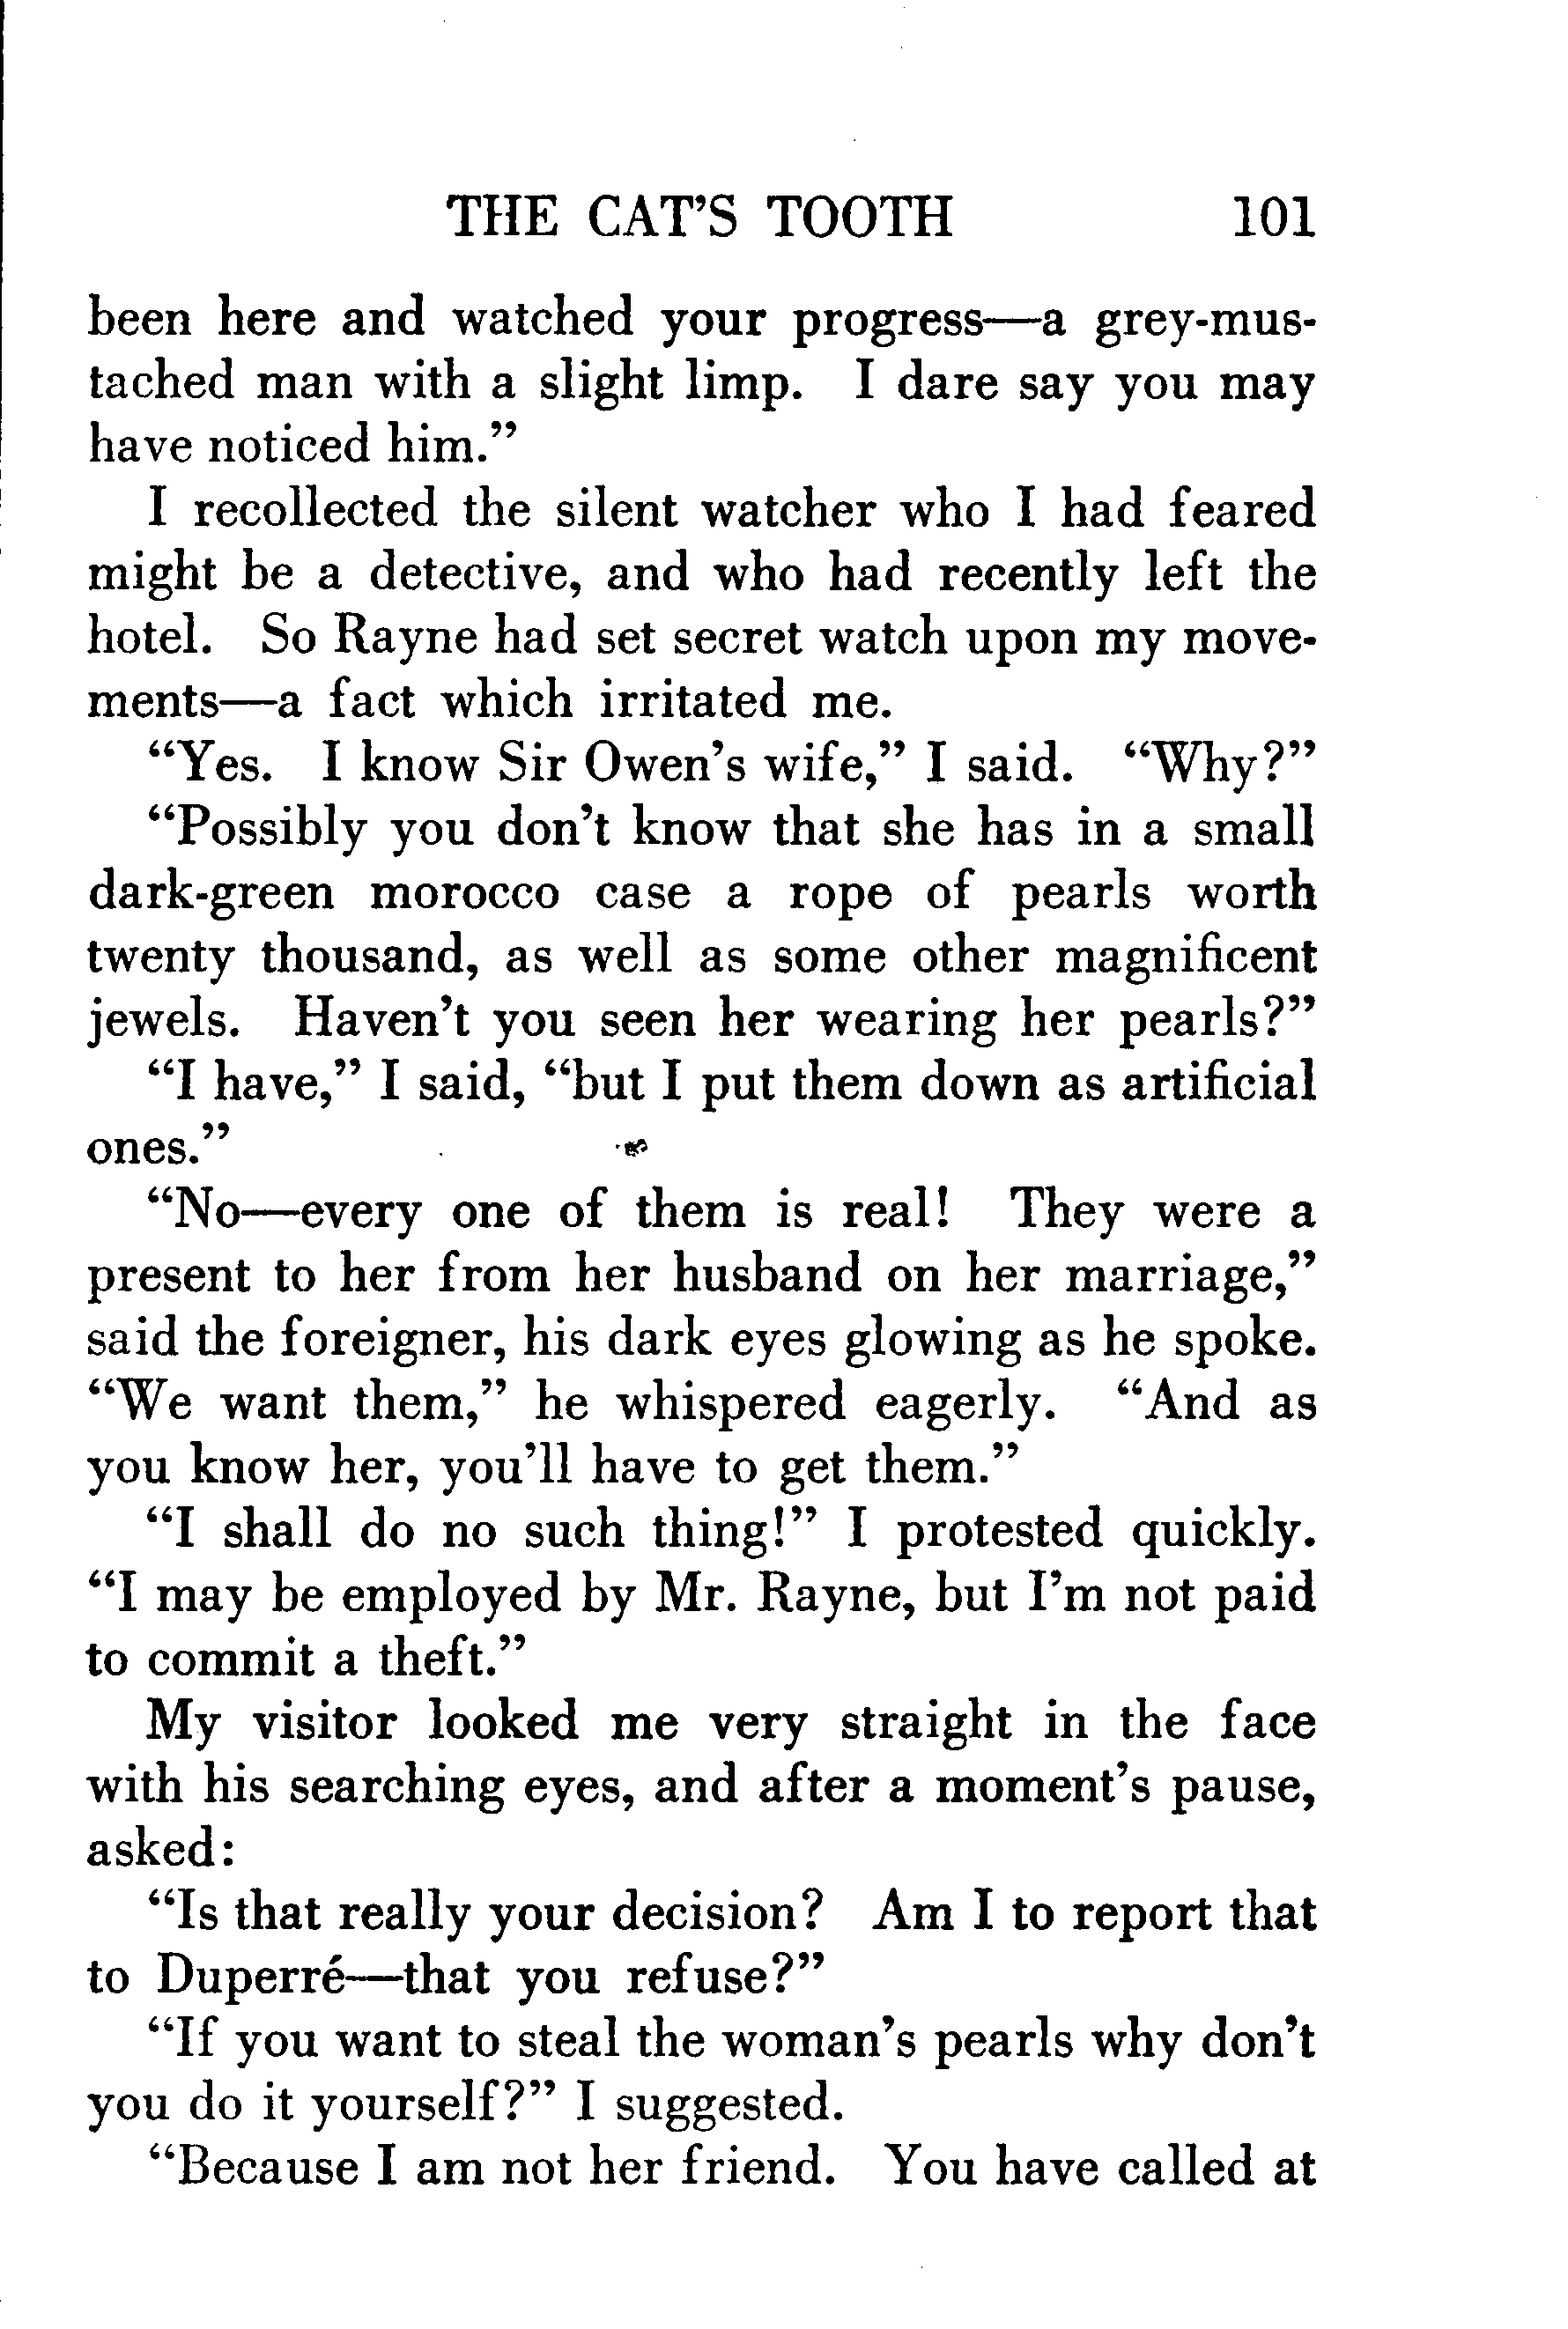 THE CAT'S TOOTH 101
been here and watched your progress—a grey-mus-
tached man with a slight limp. I dare say you may
have noticed him.”
I recollected the silent watcher who I had feared
might be a detective, and who had recently left the
hotel. So Rayne had set secret watch upon my move-
ments—a fact which irritated me.
“Yes. I know Sir Owen’s wife,” I said. “Why?”
“Possibly you don’t know that she has in a small
dark-green morocco case a rope of pearls worth
twenty thousand, as well as some other magnificent
jewels. Haven’t you seen her wearing her pearls?”
“I have,” I said, “but I put them down as artificial
ones.”
“No—every one of them is real! They were a
present to her from her husband on her marriage,”
said the foreigner, his dark eyes glowing as he spoke.
“We want them,” he whispered eagerly. “And as
you know her, you’ll have to get them.”
“I shall do no such thing!” I protested quickly.
“I may be employed by Mr. Rayne, but I’m not paid
to commit a theft.”
My visitor looked me very straight in the face
with his searching eyes, and after a moment’s pause,
asked:
“Is that really your decision? Am I to report that
to Duperré—that you refuse?”
“If you want to steal the woman’s pearls why don’t
you do it yourself?” I suggested.
“Because I am not her friend. You have called at